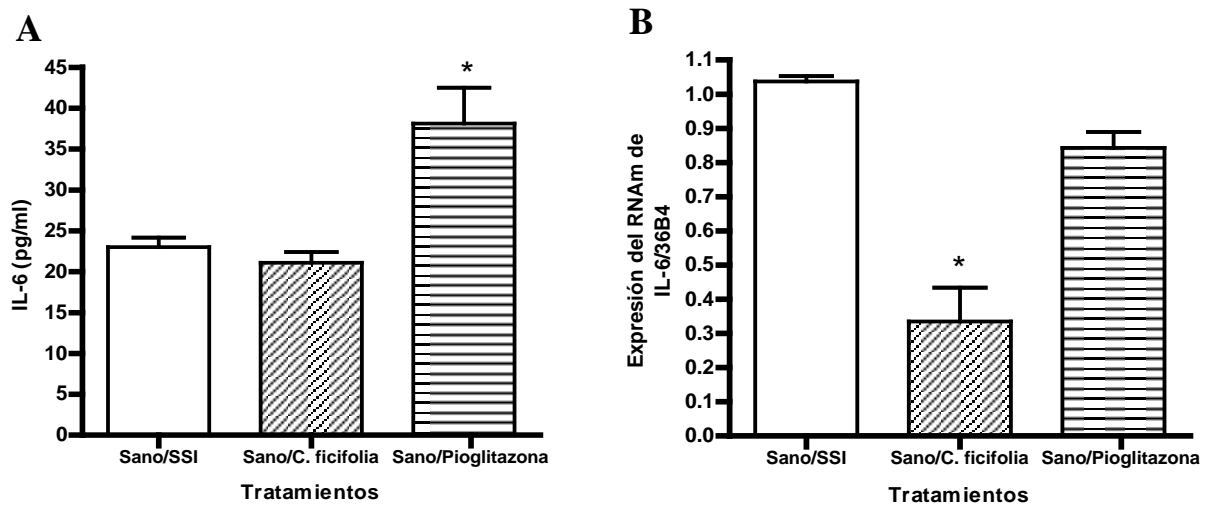 A
IL-6 (pg/ml)
45
40
35
30
25
20
15
10
5
0
*
Sano/SSI
Sano/C. ficifolia
Sano/Pioglitazona
Tratamientos
B
Expresión del RNAm de
IL-6/36B4
1.1
1.0
0.9
0.8
0.7
0.6
0.5
0.4
0.3
0.2
0.1
0.0
*
Sano/SSI
Sano/C. ficifolia
Sano/Pioglitazona
Tratamientos